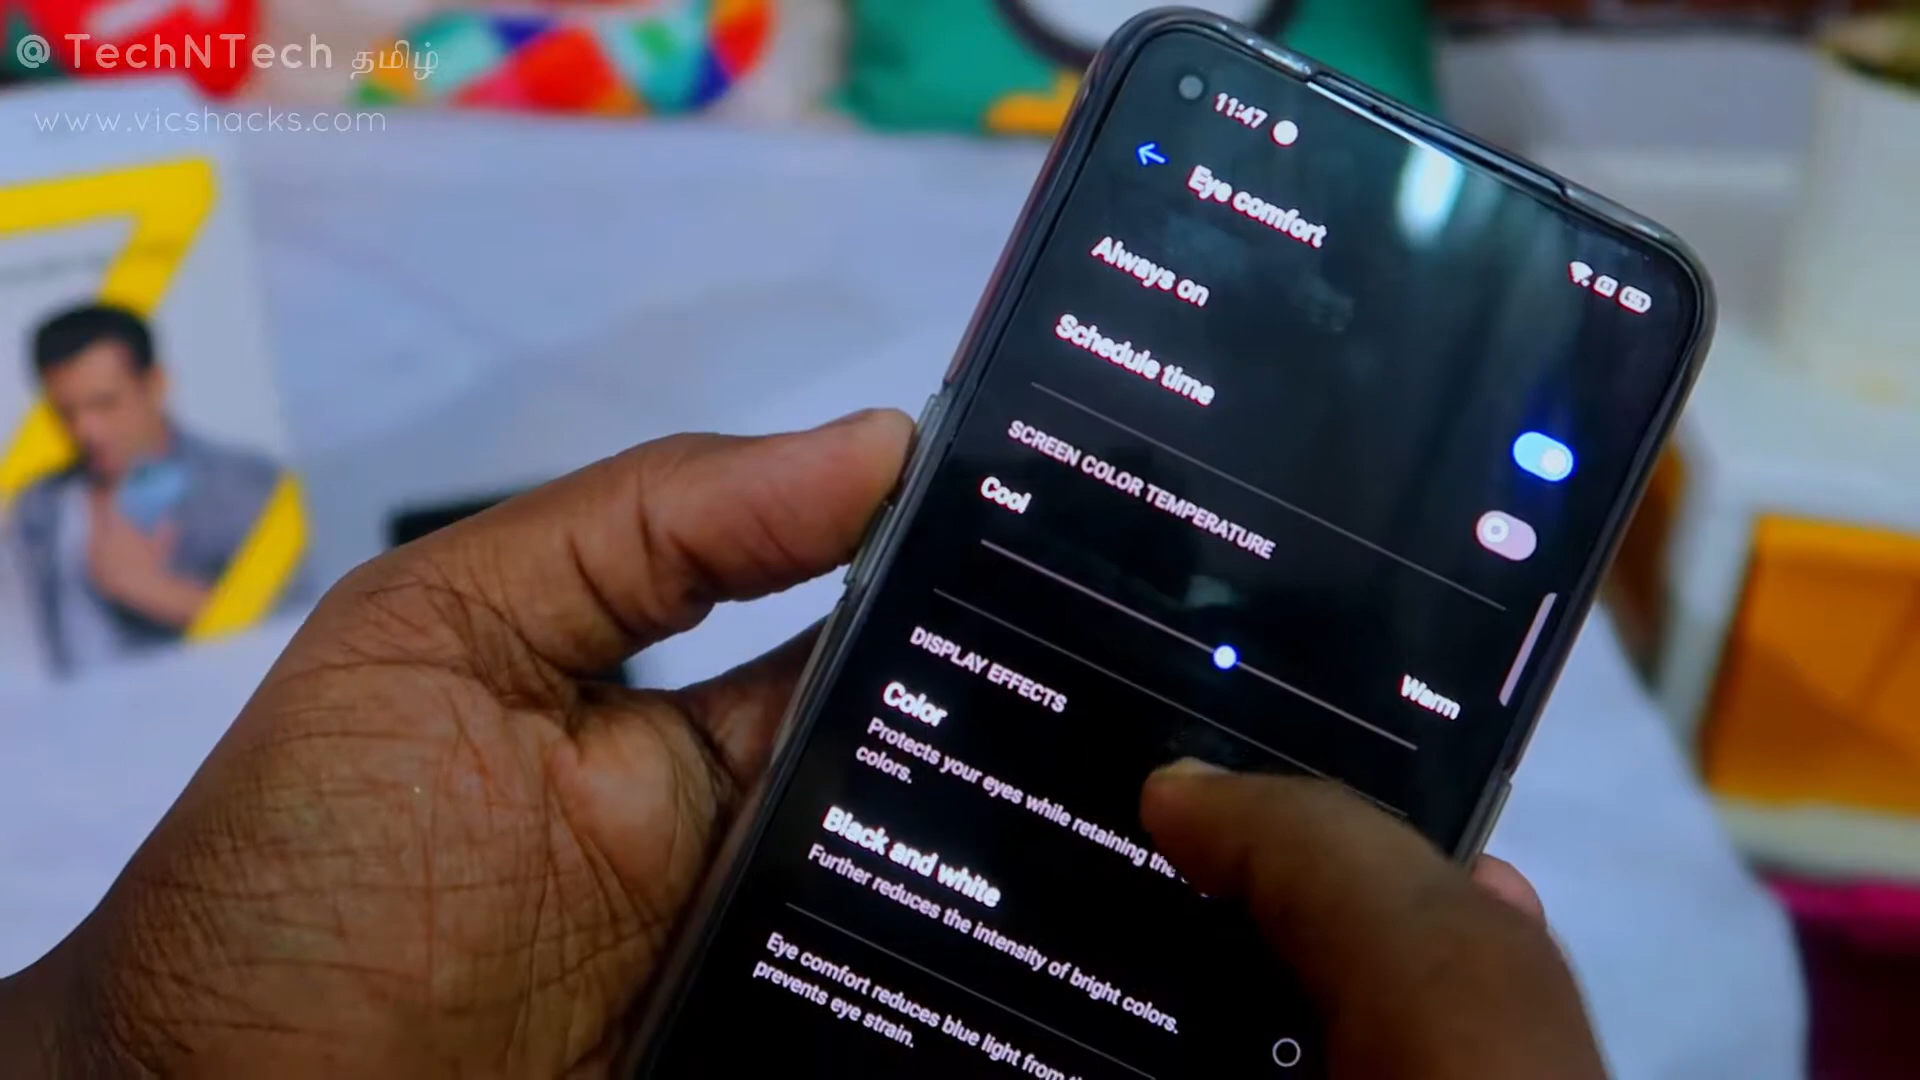 @ TechNTech தமிழ்
www.vicshacks.com
11:47
Eye comfort
Always on
Schedule time
SCREEN COLOR TEMPERATURE
Cool
Warm
DISPLAY EFFECTS
Color
Protects your eyes while retaining the
colors.
Black and white
Further reduces the intensity of bright colors.
Eye comfort reduces blue light from
prevents eye strain.